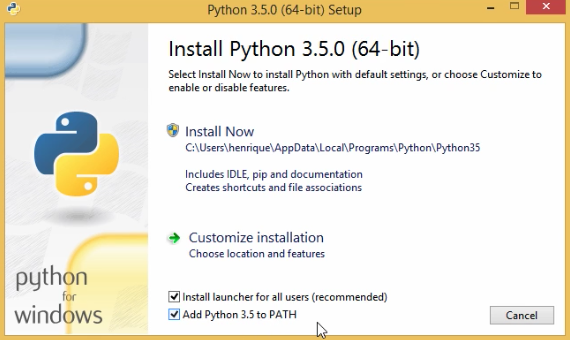 Python 3.5.0 (64-bit) Setup
Install Python 3.5.0 (64-bit)
Select Install Now to install Python with default settings, or choose Customize to
enable or disable features.
Install Now
C:\Users\henrique\AppData\Local\Programs\Python\Python35
Includes IDLE, pip and documentation
Creates shortcuts and file associations
Customize installation
Choose location and features
python
for
windows
Install launcher for all users (recommended)
Add Python 3.5 to PATH
Cancel